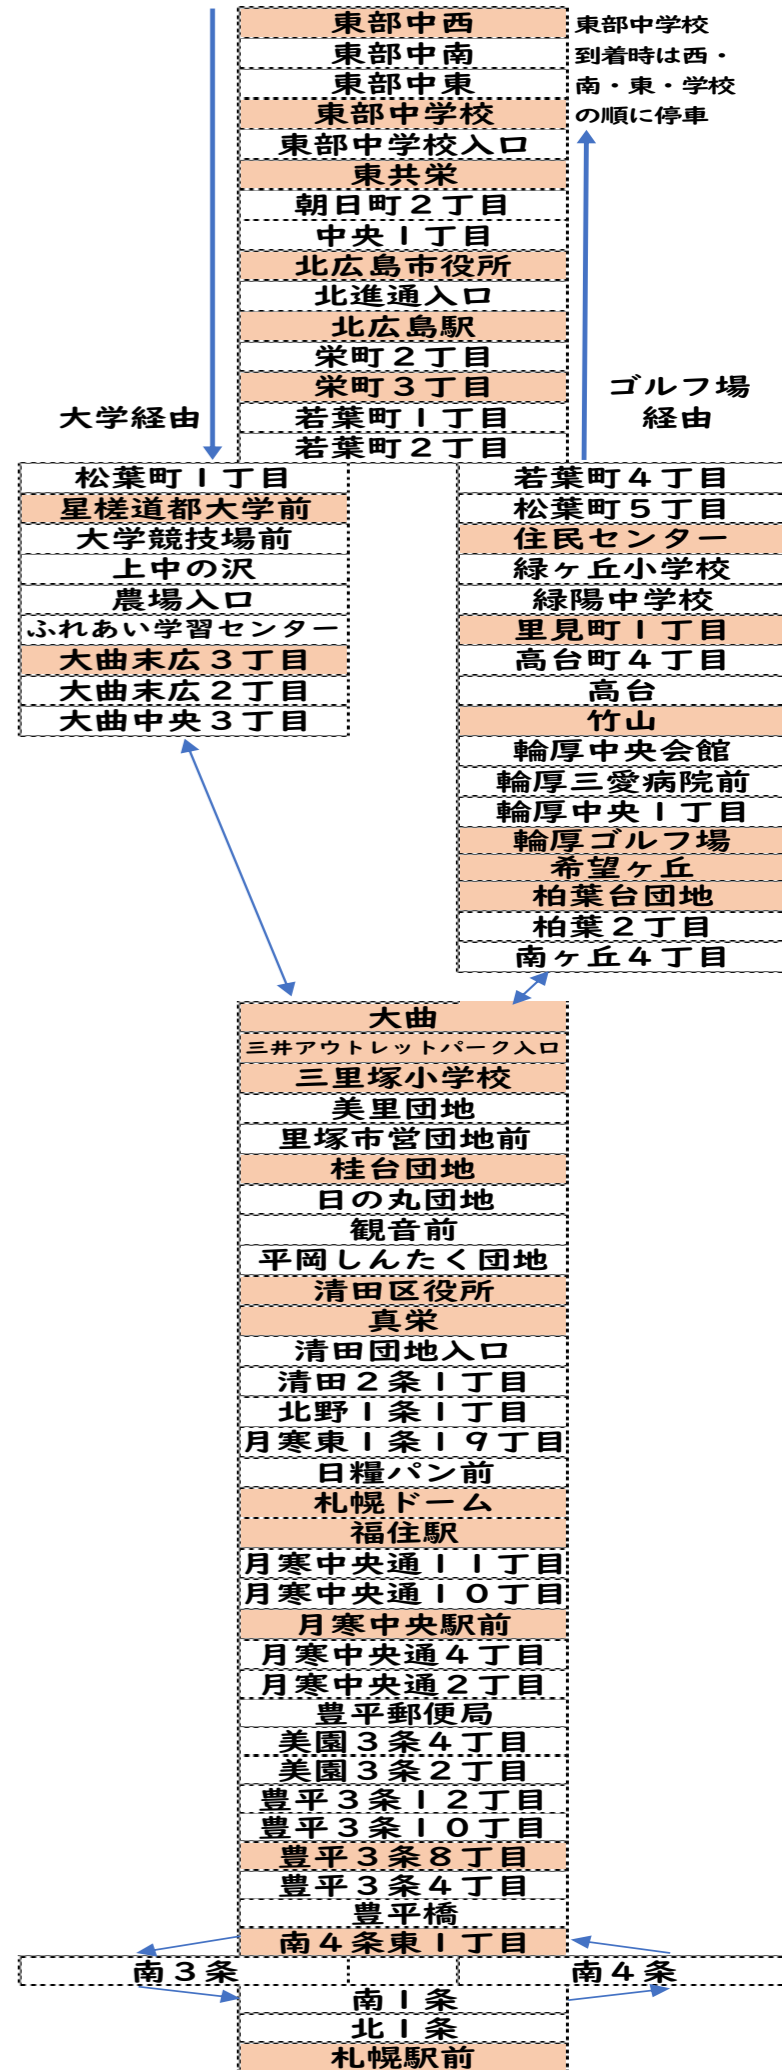 東部中西
東部中南
東部中東
東部中学校
東部中学校入口
東共栄
朝日町２丁目
中央１丁目
北広島市役所
北進通入口
北広島駅
栄町２丁目
栄町３丁目
若葉町１丁目
若葉町２丁目
東部中学校
到着時は西・
南・東・学校
の順に停車
大学経由
ゴルフ場
経由
松葉町１丁目
星槎道都大学前
大学競技場前
上中の沢
農場入口
ふれあい学習センター
大曲末広３丁目
大曲末広２丁目
大曲中央３丁目
若葉町４丁目
松葉町５丁目
住民センター
緑ヶ丘小学校
緑陽中学校
里見町１丁目
高台町４丁目
高台
竹山
輪厚中央会館
輪厚三愛病院前
輪厚中央１丁目
輪厚ゴルフ場
希望ヶ丘
柏葉台団地
柏葉２丁目
南ヶ丘４丁目
大曲
三井アウトレットパーク入口
三里塚小学校
美里団地
里塚市営団地前
桂台団地
日の丸団地
観音前
平岡しんたく団地
清田区役所
真栄
清田団地入口
清田２条１丁目
北野１条１丁目
月寒東１条１９丁目
日糧パン前
札幌ドーム
福住駅
月寒中央通１１丁目
月寒中央通１０丁目
月寒中央駅前
月寒中央通４丁目
月寒中央通２丁目
豊平郵便局
美園３条４丁目
美園３条２丁目
豊平３条１２丁目
豊平３条１０丁目
豊平３条８丁目
豊平３条４丁目
豊平橋
南４条東１丁目
南３条
南４条
南１条
北１条
札幌駅前